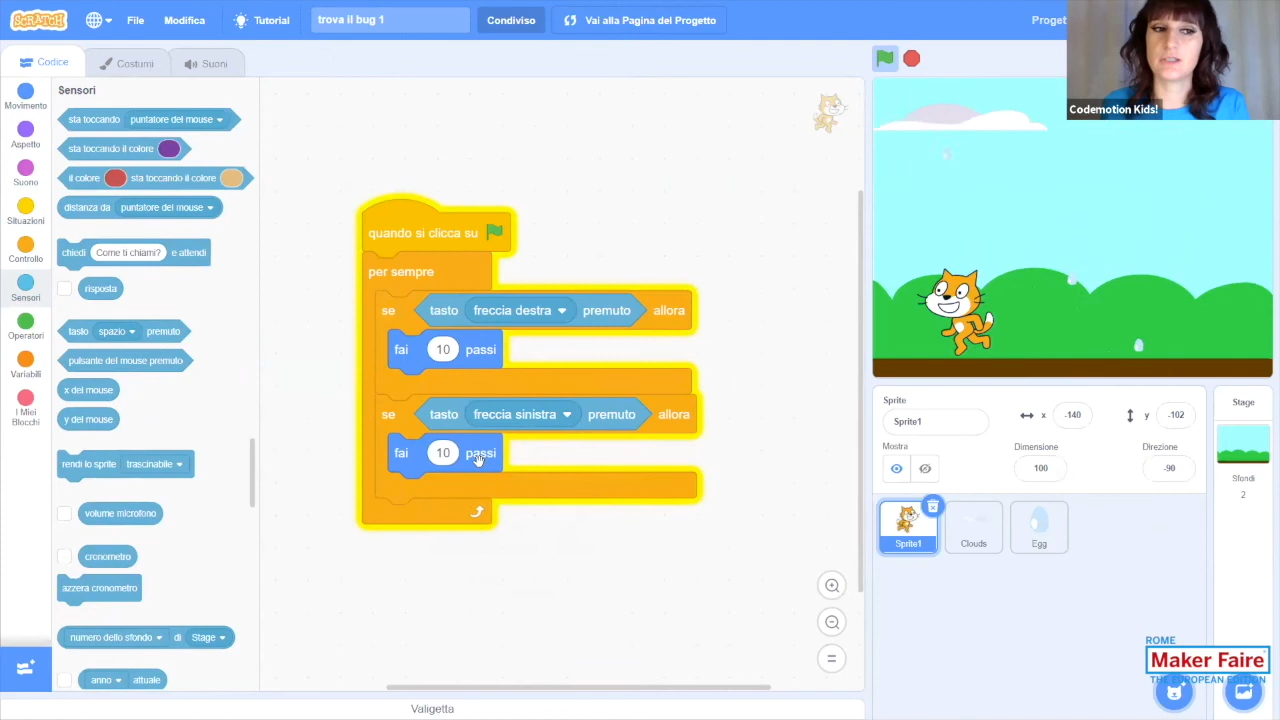 SCRATCH
File
Modifica
Tutorial
trova il bug 1
Condiviso
Vai alla Pagina del Progetto
Proget
Codemotion Kids!
Codice
Costumi
Suoni
Movimento
Aspetto
Suono
Situazioni
Controllo
Sensori
Operatori
Variabili
I Miei
Blocchi
Sensori
sta toccando puntatore del mouse
sta toccando il colore
il colore sta toccando il colore
distanza da puntatore del mouse
chiedi Come ti chiami? e attendi
risposta
tasto spazio premuto
pulsante del mouse premuto
x del mouse
y del mouse
rendi lo sprite trascinabile
volume microfono
cronometro
azzera cronometro
numero dello sfondo di Stage
anno attuale
quando si clicca su
per sempre
se tasto freccia destra premuto allora
fai 10 passi
se tasto freccia sinistra premuto allora
fai 10 passi
Valigetta
Sprite
Sprite1
x -140
y -102
Mostra
Dimensione
100
Direzione
-90
Sprite1
Clouds
Egg
Stage
Sfondi
2
ROME
Maker Faire
THE EUROPEAN EDITION